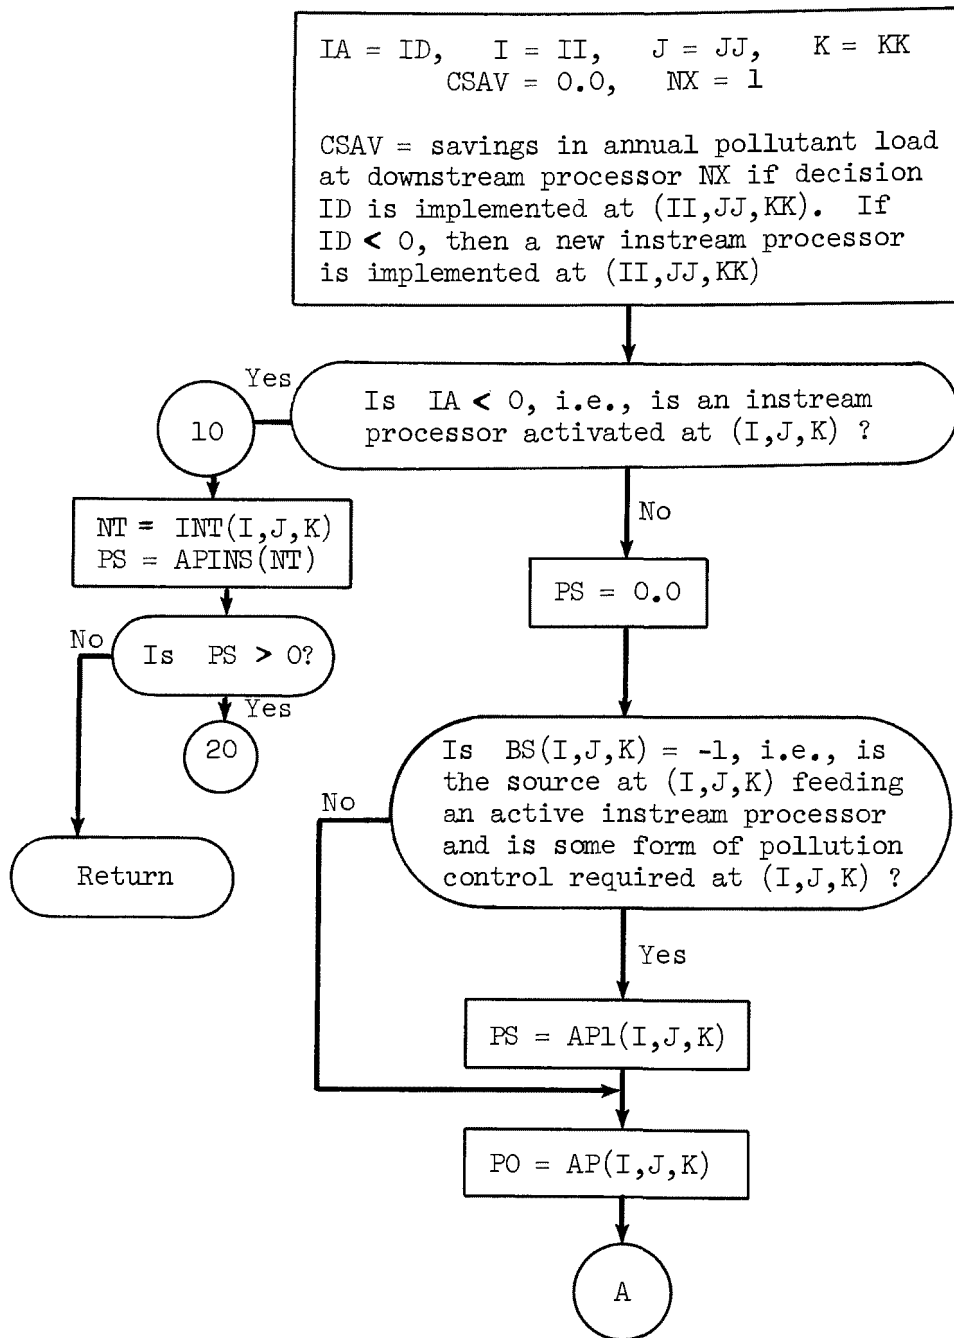 IA = ID, I = II, J = JJ, K = KK
CSAV = 0.0, NX = 1
CSAV = savings in annual pollutant load
at downstream processor NX if decision
ID is implemented at (II,JJ,KK). If
ID < 0, then a new instream processor
is implemented at (II,JJ,KK)
Yes
Is IA < 0, i.e., is an instream
processor activated at (I,J,K) ?
10
No
NT = INT(I,J,K)
PS = APINS(NT)
PS = 0.0
No
Is PS > 0?
Yes
20
Is BS(I,J,K) = -1, i.e., is
the source at (I,J,K) feeding
an active instream processor
and is some form of pollution
control required at (I,J,K) ?
No
Return
Yes
PS = AP1(I,J,K)
PO = AP(I,J,K)
A